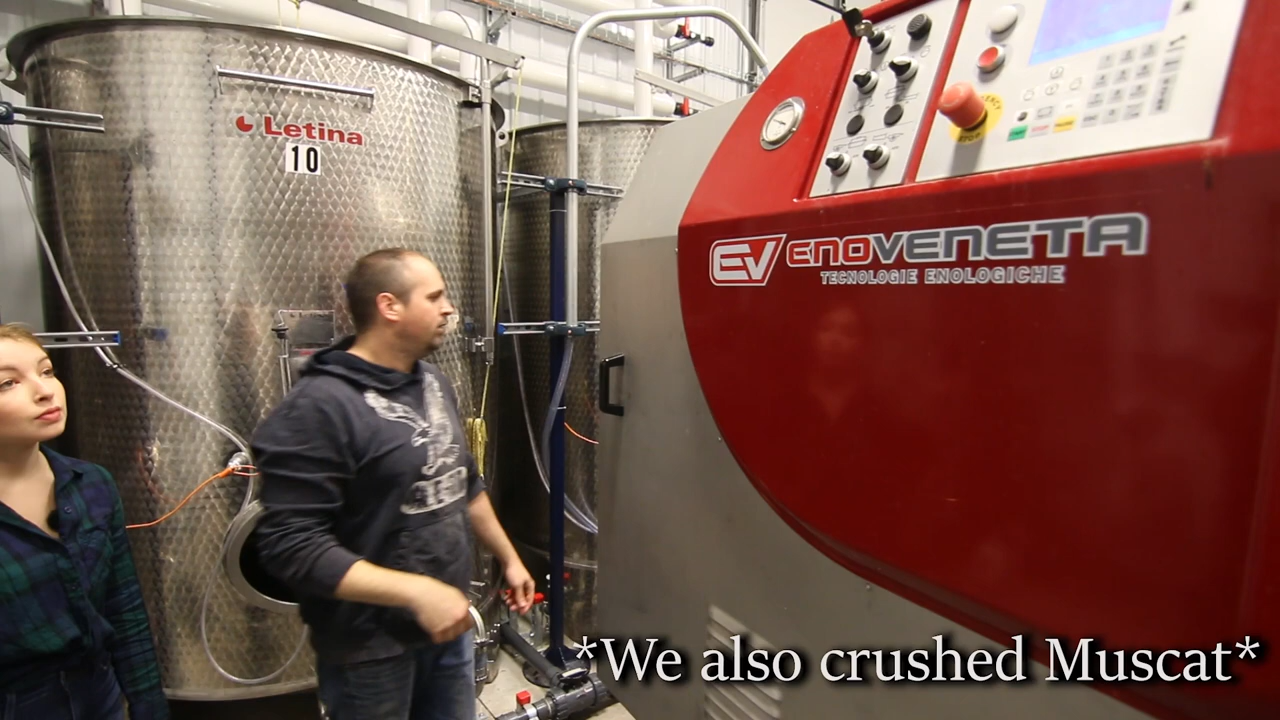 Letina
10
EV ENOVENETA
TECNOLOGIE ENOLOGICHE
*We also crushed Muscat*